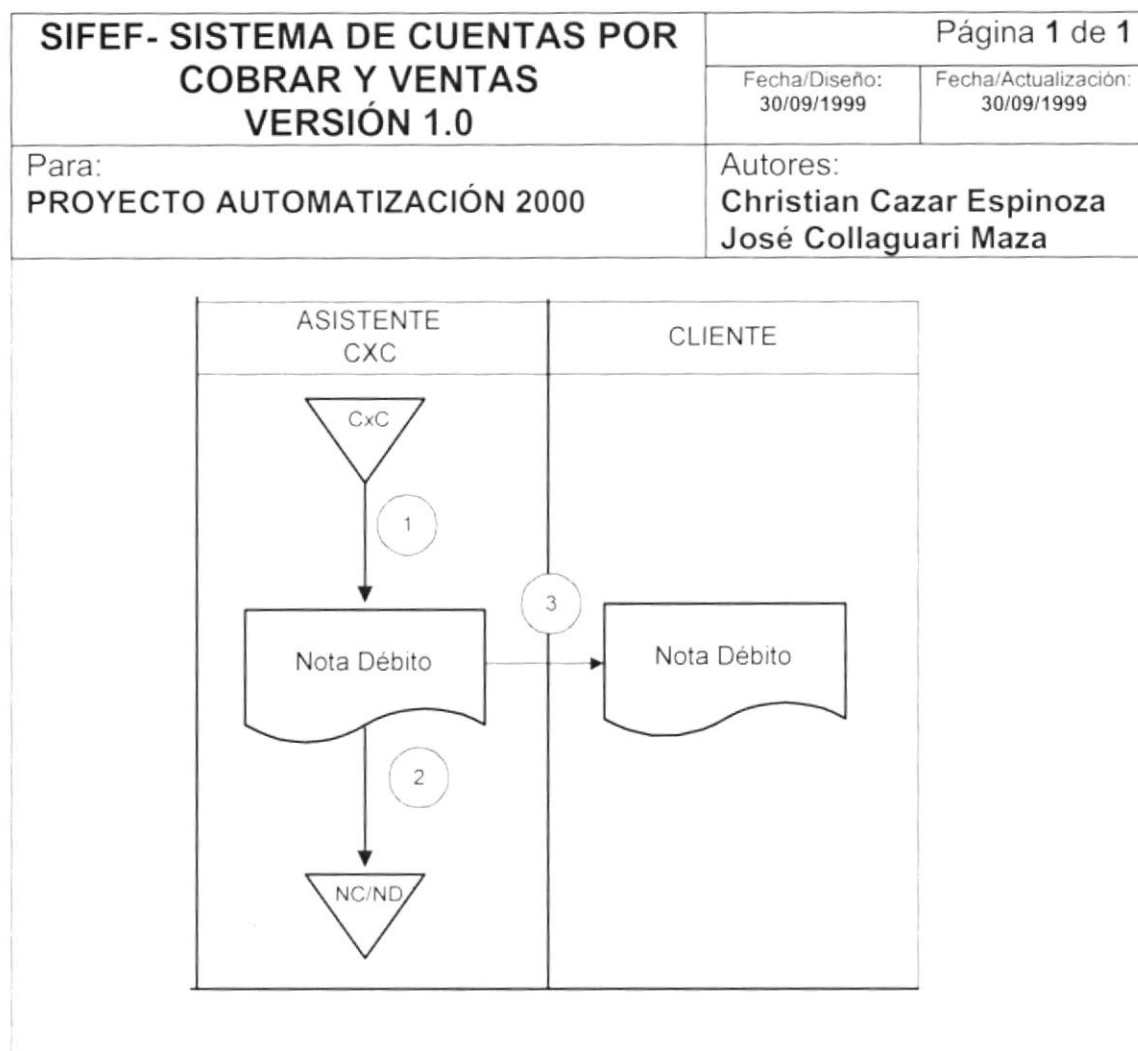 SIFEF- SISTEMA DE CUENTAS POR
COBRAR Y VENTAS
VERSIÓN 1.0
Página 1 de 1
Fecha/Diseño:
30/09/1999
Fecha/Actualización:
30/09/1999
Para:
PROYECTO AUTOMATIZACIÓN 2000
Autores:
Christian Cazar Espinoza
José Collaguari Maza
ASISTENTE
CXC
CLIENTE
CxC
1
3
Nota Débito
Nota Débito
2
NC/ND